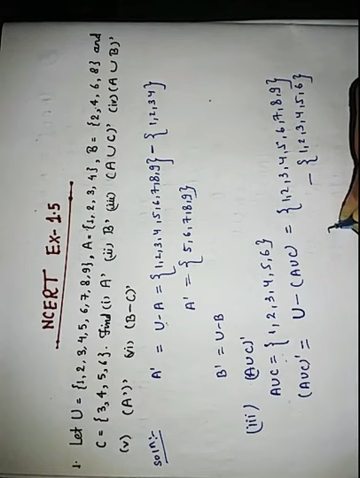 NCERT Ex-1.5
1. Let U = {1, 2, 3, 4, 5, 6, 7, 8, 9}, A = {1, 2, 3, 4}, B = {2, 4, 6, 8} and
C = {3, 4, 5, 6}. Find (i) A' (ii) B' (iii) (A∪C)' (iv) (A∪B)'
(v) (A')' (vi) (B-C)'
soln:- A' = U-A = {1,2,3,4,5,6,7,8,9} - {1,2,3 4}
A' = {5,6,7,8,9}
B' = U-B
(iii) (A∪C)'
A∪C = {1,2,3,4,5,6}
(A∪C)' = U-(A∪C) = {1,2,3,4,5,6,7,8,9}
- {1,2,3,4,5,6}